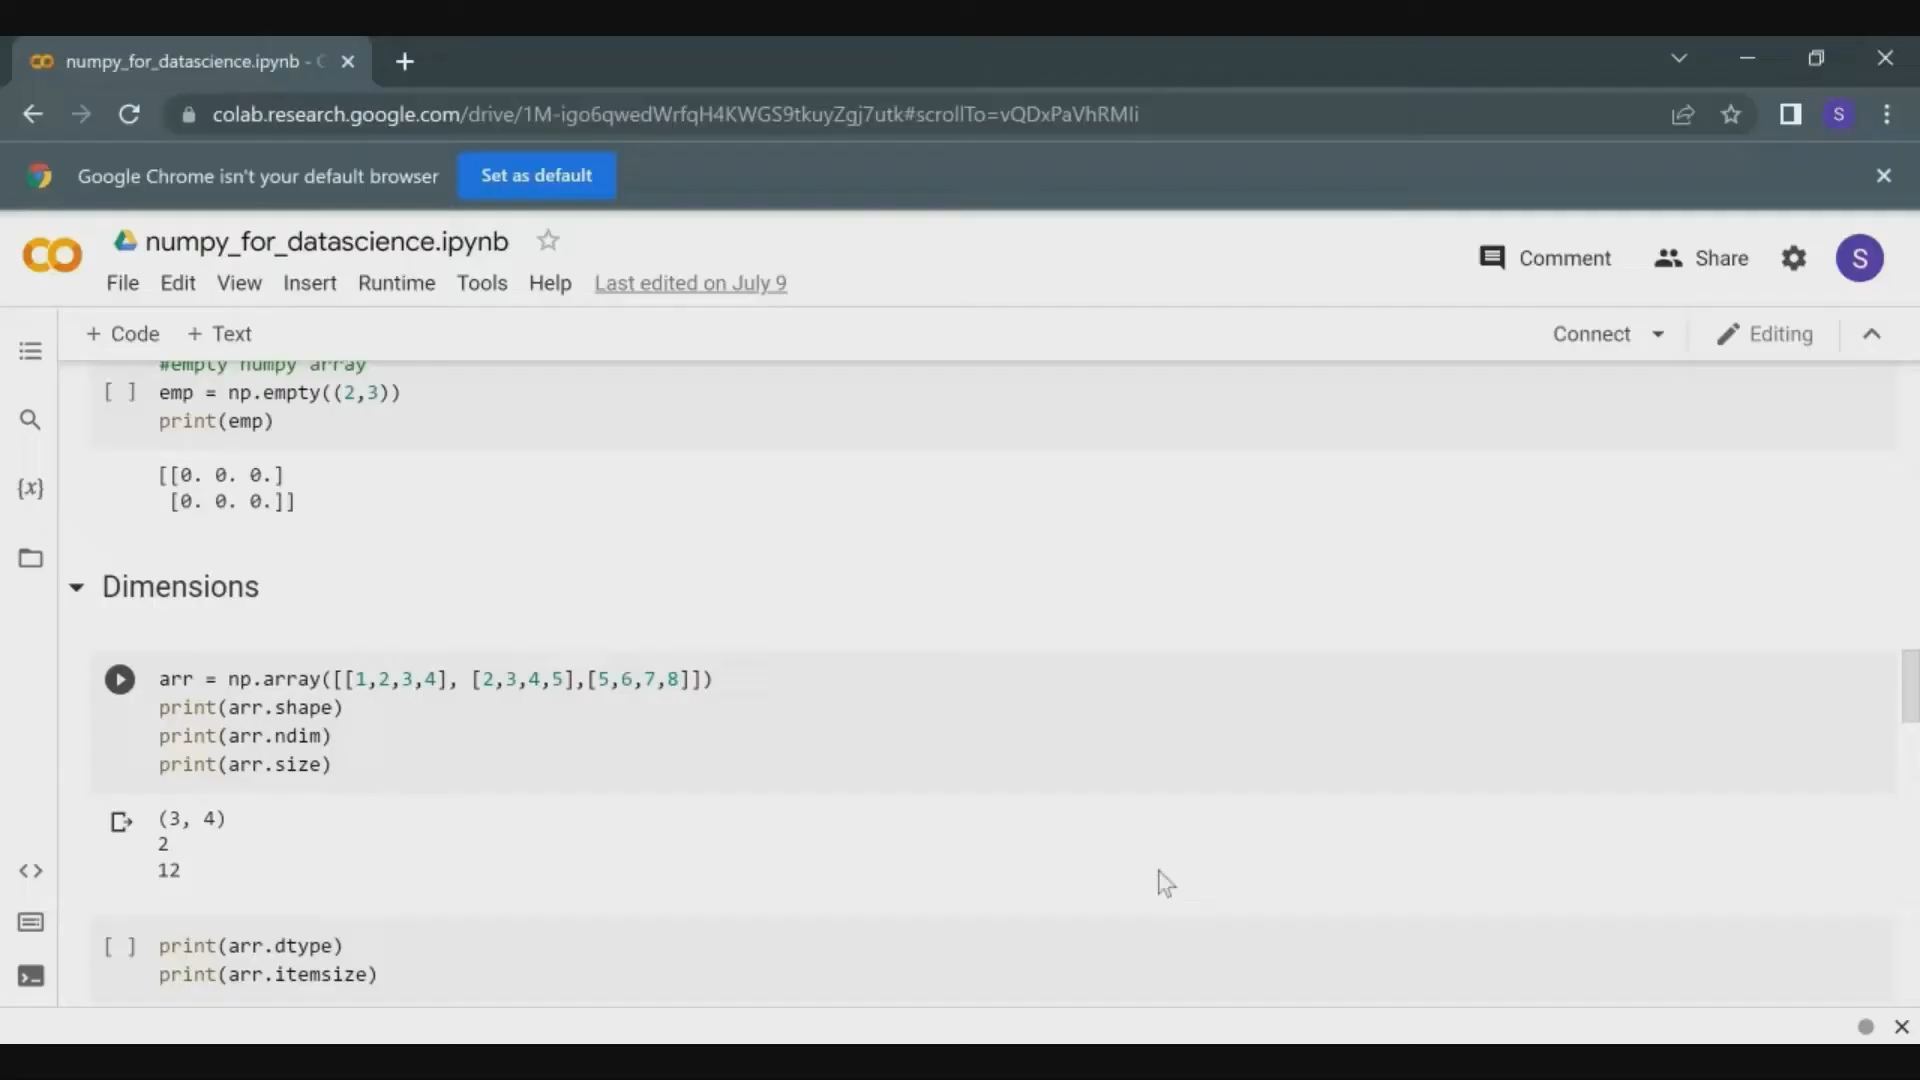 numpy_for_datascience.ipynb - C
colab.research.google.com/drive/1M-igo6qwedWrfqH4KWGS9tkuyZgj7utk#scrollTo=vQDxPaVhRMIi
S
Google Chrome isn't your default browser
Set as default
numpy_for_datascience.ipynb
Comment
Share
S
File Edit View Insert Runtime Tools Help Last edited on July 9
+ Code + Text
Connect
Editing
#empty numpy array
[ ] emp = np.empty((2,3))
print(emp)
{x}
[[0. 0. 0.]
[0. 0. 0.]]
Dimensions
arr = np.array([[1,2,3,4], [2,3,4,5],[5,6,7,8]])
print(arr.shape)
print(arr.ndim)
print(arr.size)
(3, 4)
2
12
[ ] print(arr.dtype)
print(arr.itemsize)